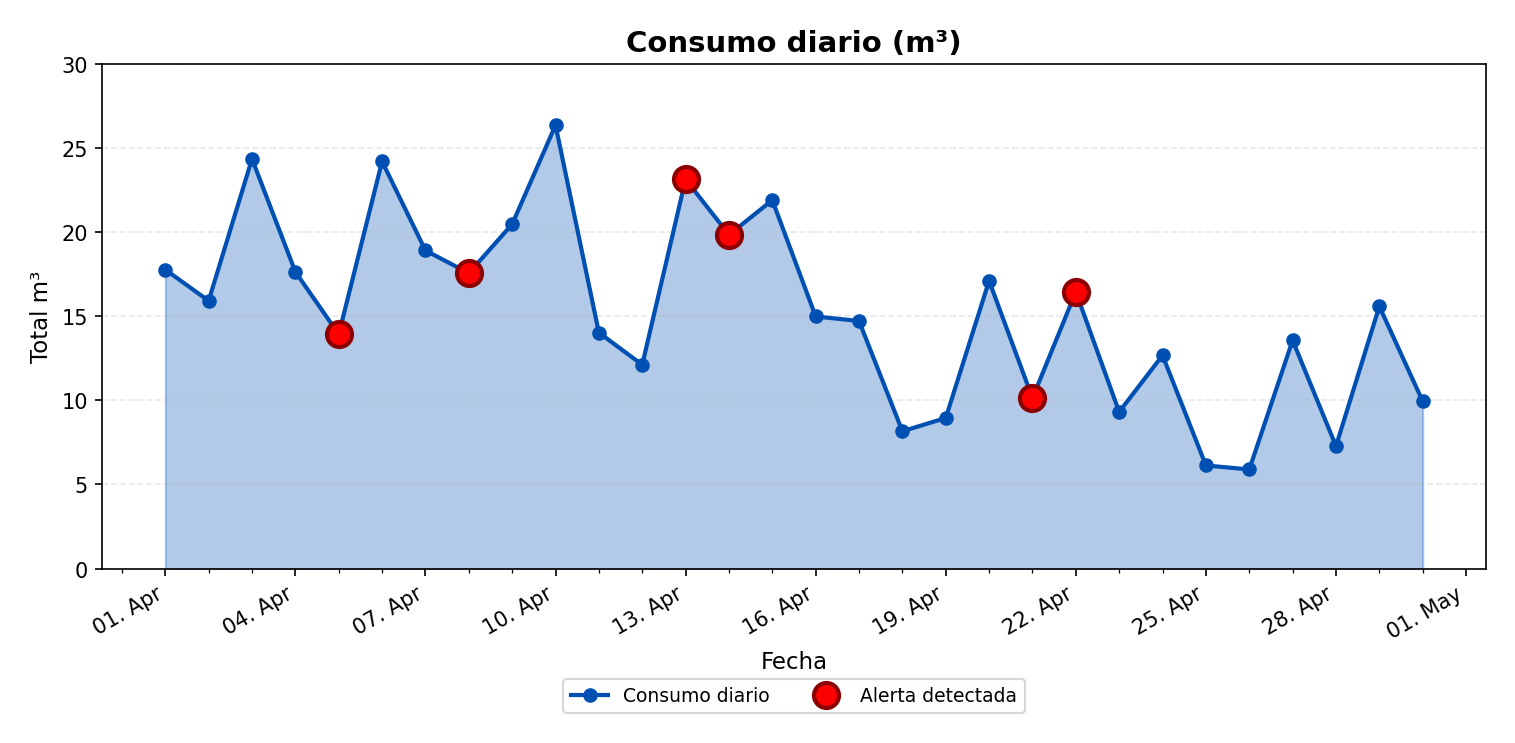 Consumo diario (m³)
30
25
20
15
10
5
0
Total m³
01. Apr
04. Apr
07. Apr
10. Apr
13. Apr
16. Apr
19. Apr
22. Apr
25. Apr
28. Apr
01. May
Fecha
Consumo diario
Alerta detectada